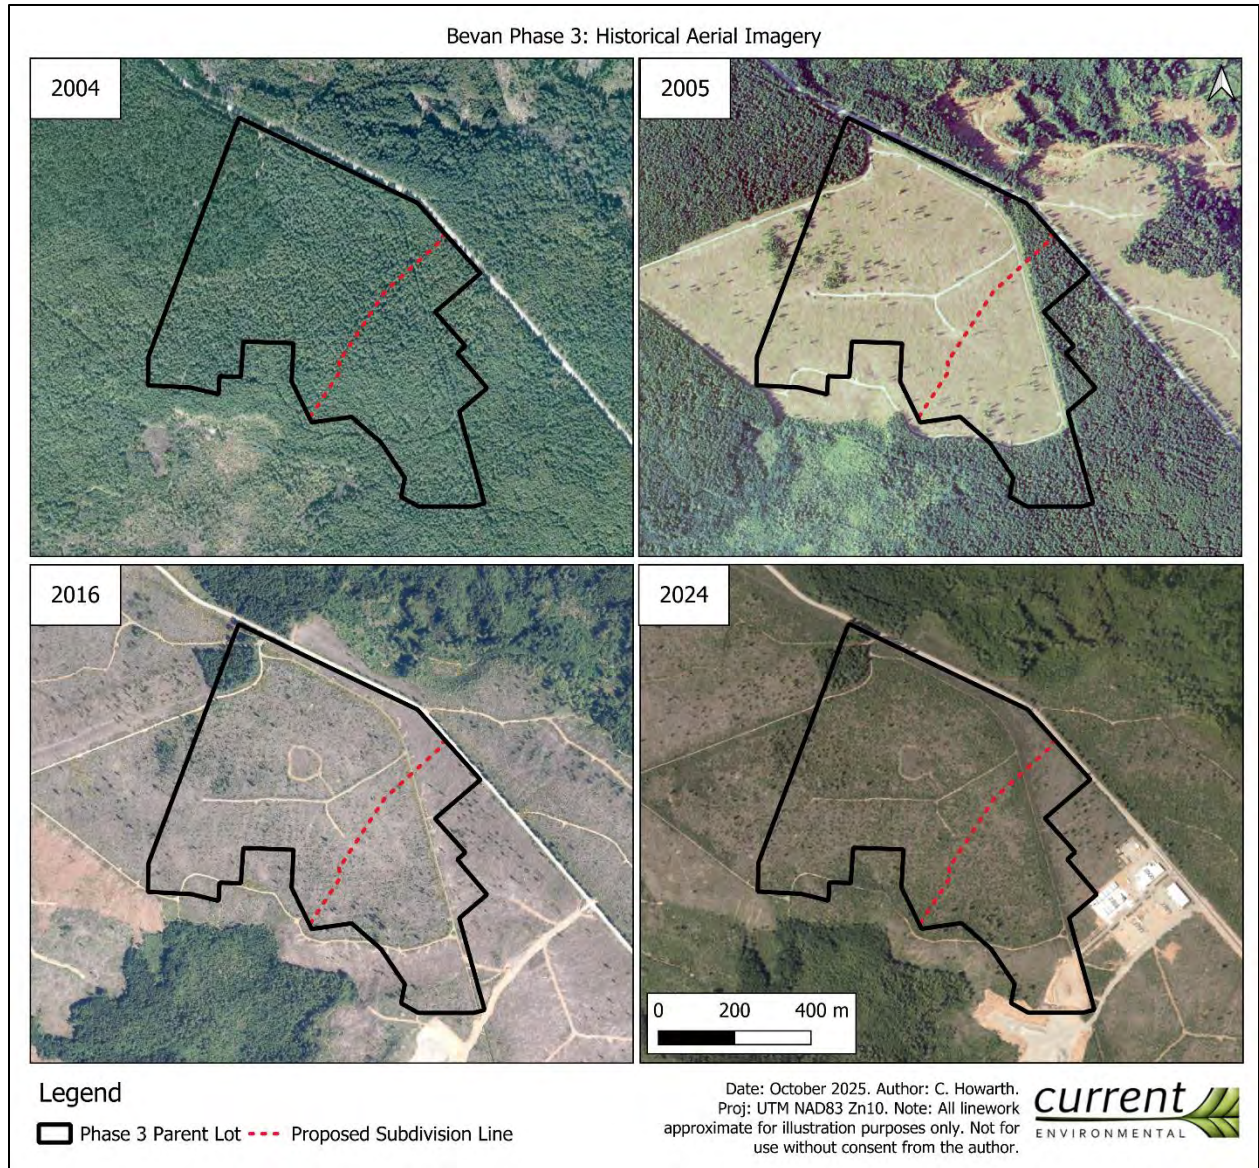 Bevan Phase 3: Historical Aerial Imagery
2004
2005
2016
2024
0 200 400 m
Legend
Phase 3 Parent Lot
Proposed Subdivision Line
Date: October 2025. Author: C. Howarth.
Proj: UTM NAD83 Zn10. Note: All linework
approximate for illustration purposes only. Not for
use without consent from the author.
current
ENVIRONMENTAL